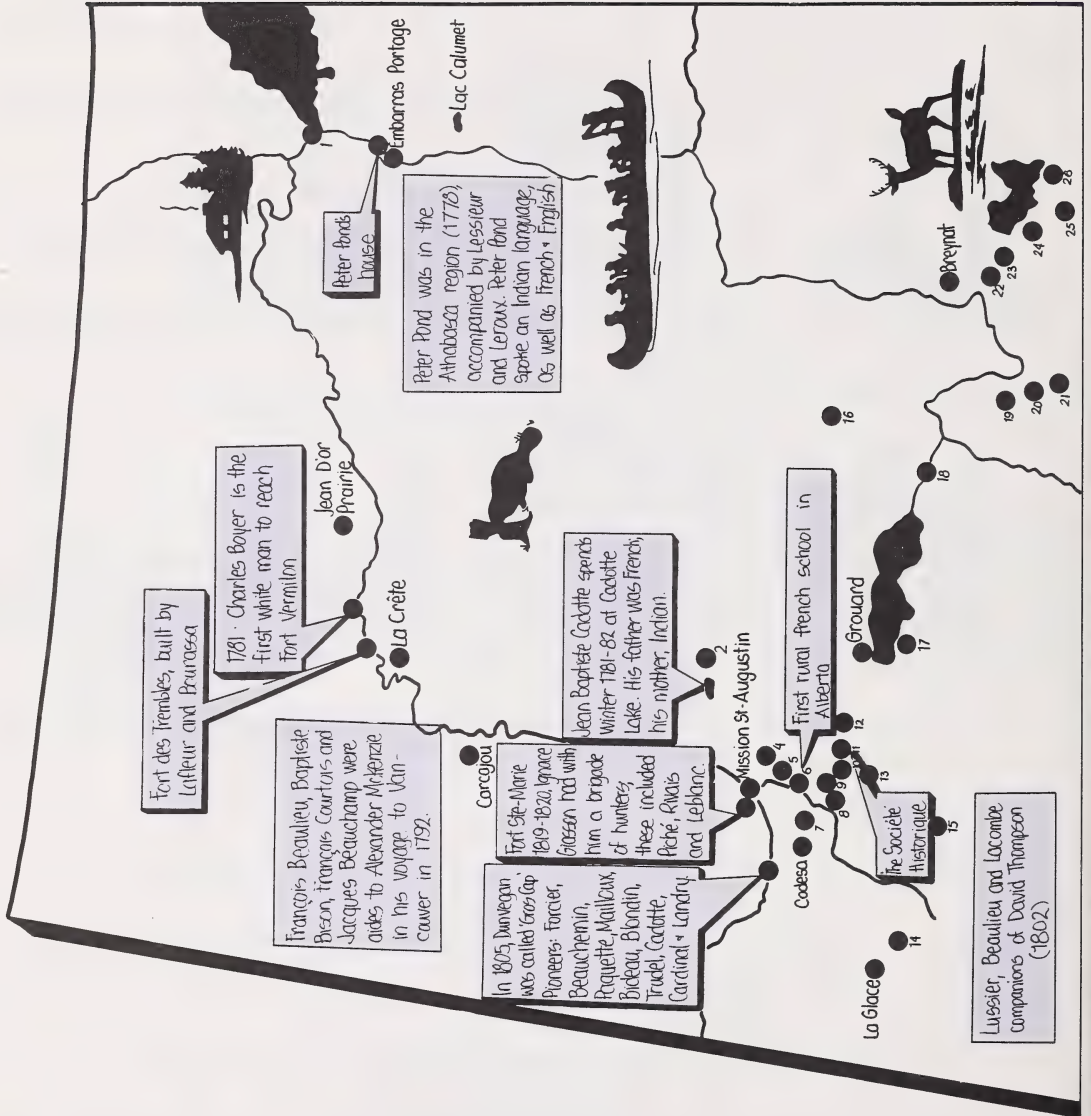 Embarras Portage
Lac Calumet
Peter Ponds
house
Peter Pond was in the
Athabasca region (1778),
accompanied by Lessieur
and Leroux. Peter Pond
spoke an Indian language,
as well as French & English
Fort des Trembles, built by
Lafleur and Prurassa
1781 · Charles Boyer is the
first white man to reach
Fort Vermilon
Jean D'or
Prairie
La Crête
François Beaulieu, Baptiste
Bisson, François Courtois and
Jacques Beauchamp were
aides to Alexander McKenzie
in his voyage to Van-
couver in 1792.
Carcajou
Jean Baptiste Cadotte spends
Winter 1781-82 at Cadotte
Lake. His father was French;
his mother, Indian.
2
Fort Ste-Marie
1819-1820, Ignace
Giasson had with
him a brigade
of hunters;
these included
Piché, Rivais
and Leblanc.
Mission St-Augustin
In 1805, Dunvegan
was called 'Gros Cap'
Pioneers: Forcier,
Beauchemin,
Paquette, Mailloux,
Bideau, Blondin,
Trudel, Cadotte,
Cardinal & Landry.
First rural french school in
Alberta
4
5
6
7
8
9
11
12
13
Codesa
The Société
Historique
Grouard
17
18
16
Breynat
19
20
21
22
23
24
25
26
La Glace
14
15
Lussier, Beaulieu and Lacombe
companions of David Thompson
(1802)